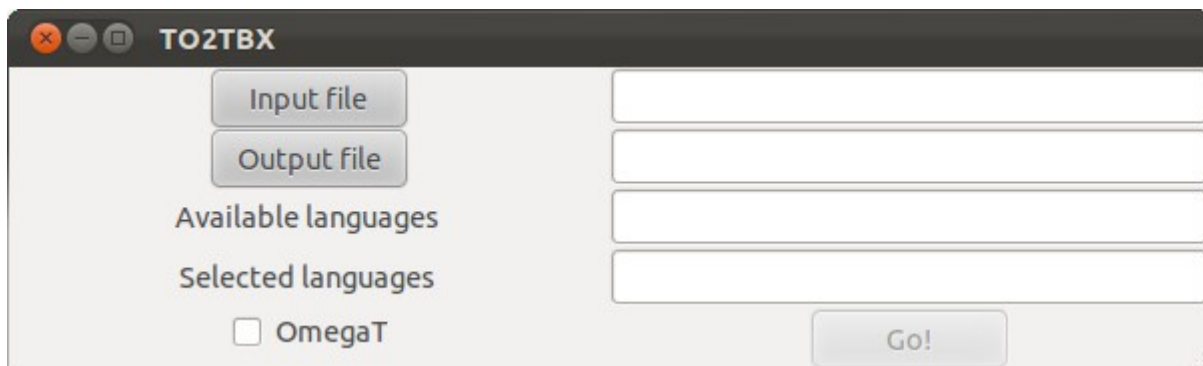 TO2TBX
Input file
Output file
Available languages
Selected languages
OmegaT Go!